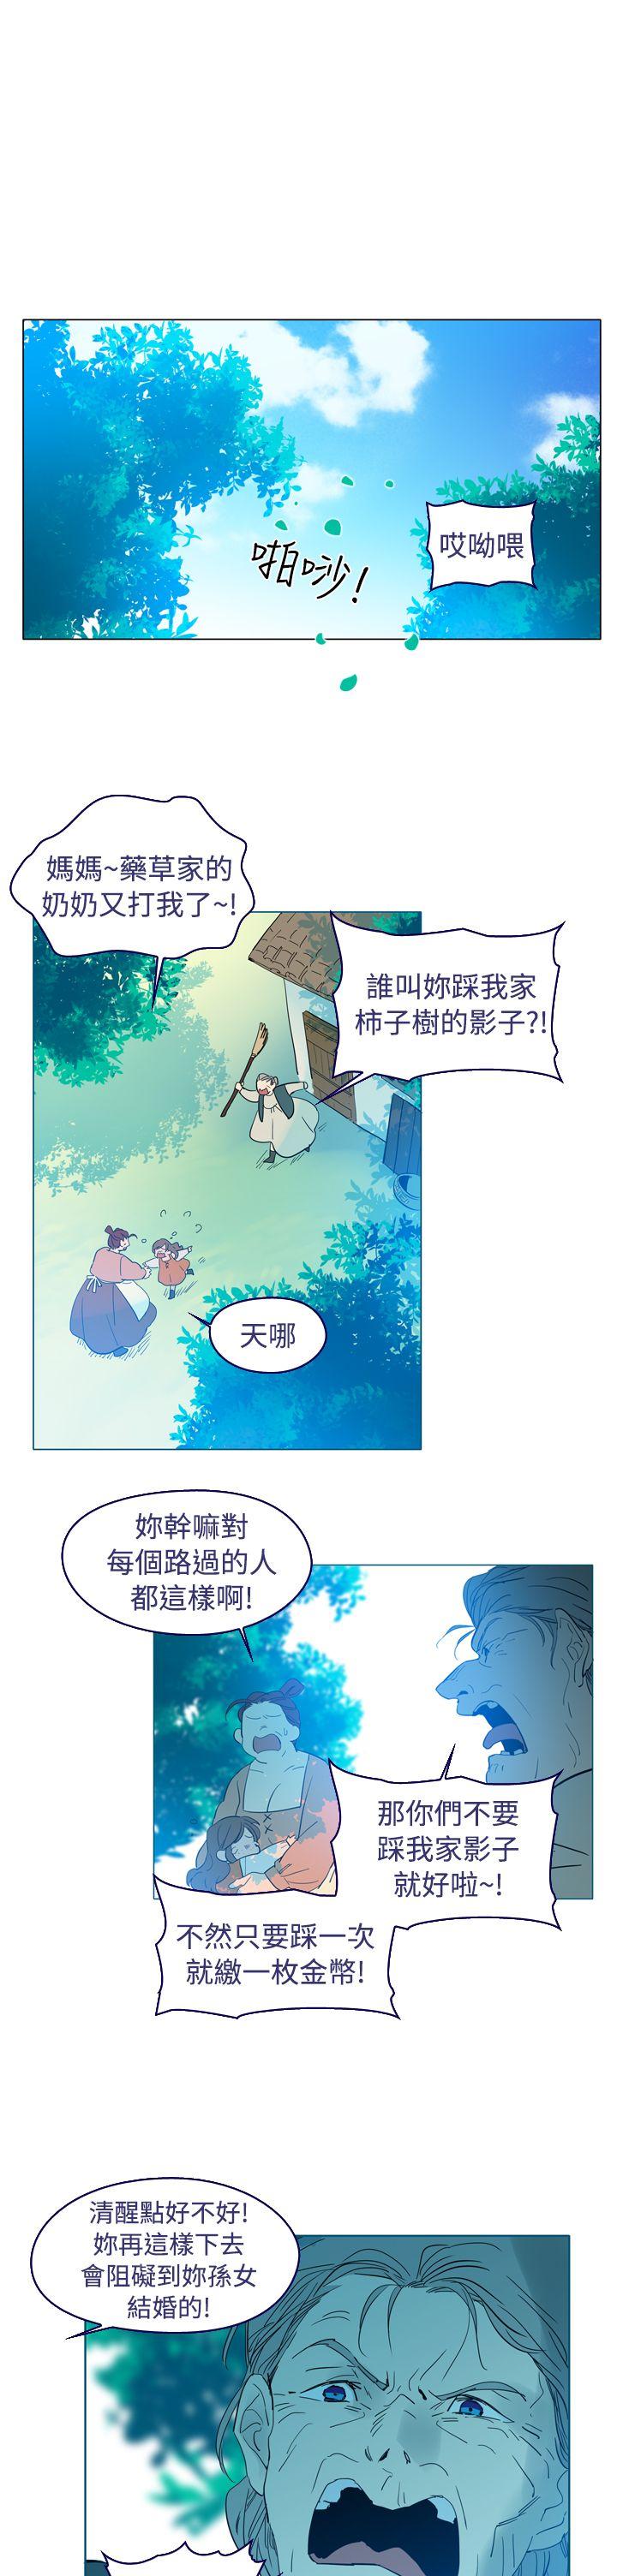 啪唦!
哎呦喂
媽媽~藥草家的
奶奶又打我了~!
誰叫妳踩我家
柿子樹的影子?!
天哪
妳幹嘛對
每個路過的人
都這樣啊!
那你們不要
踩我家影子
就好啦~!
不然只要踩一次
就繳一枚金幣!
清醒點好不好!
妳再這樣下去
會阻礙到妳孫女
結婚的!